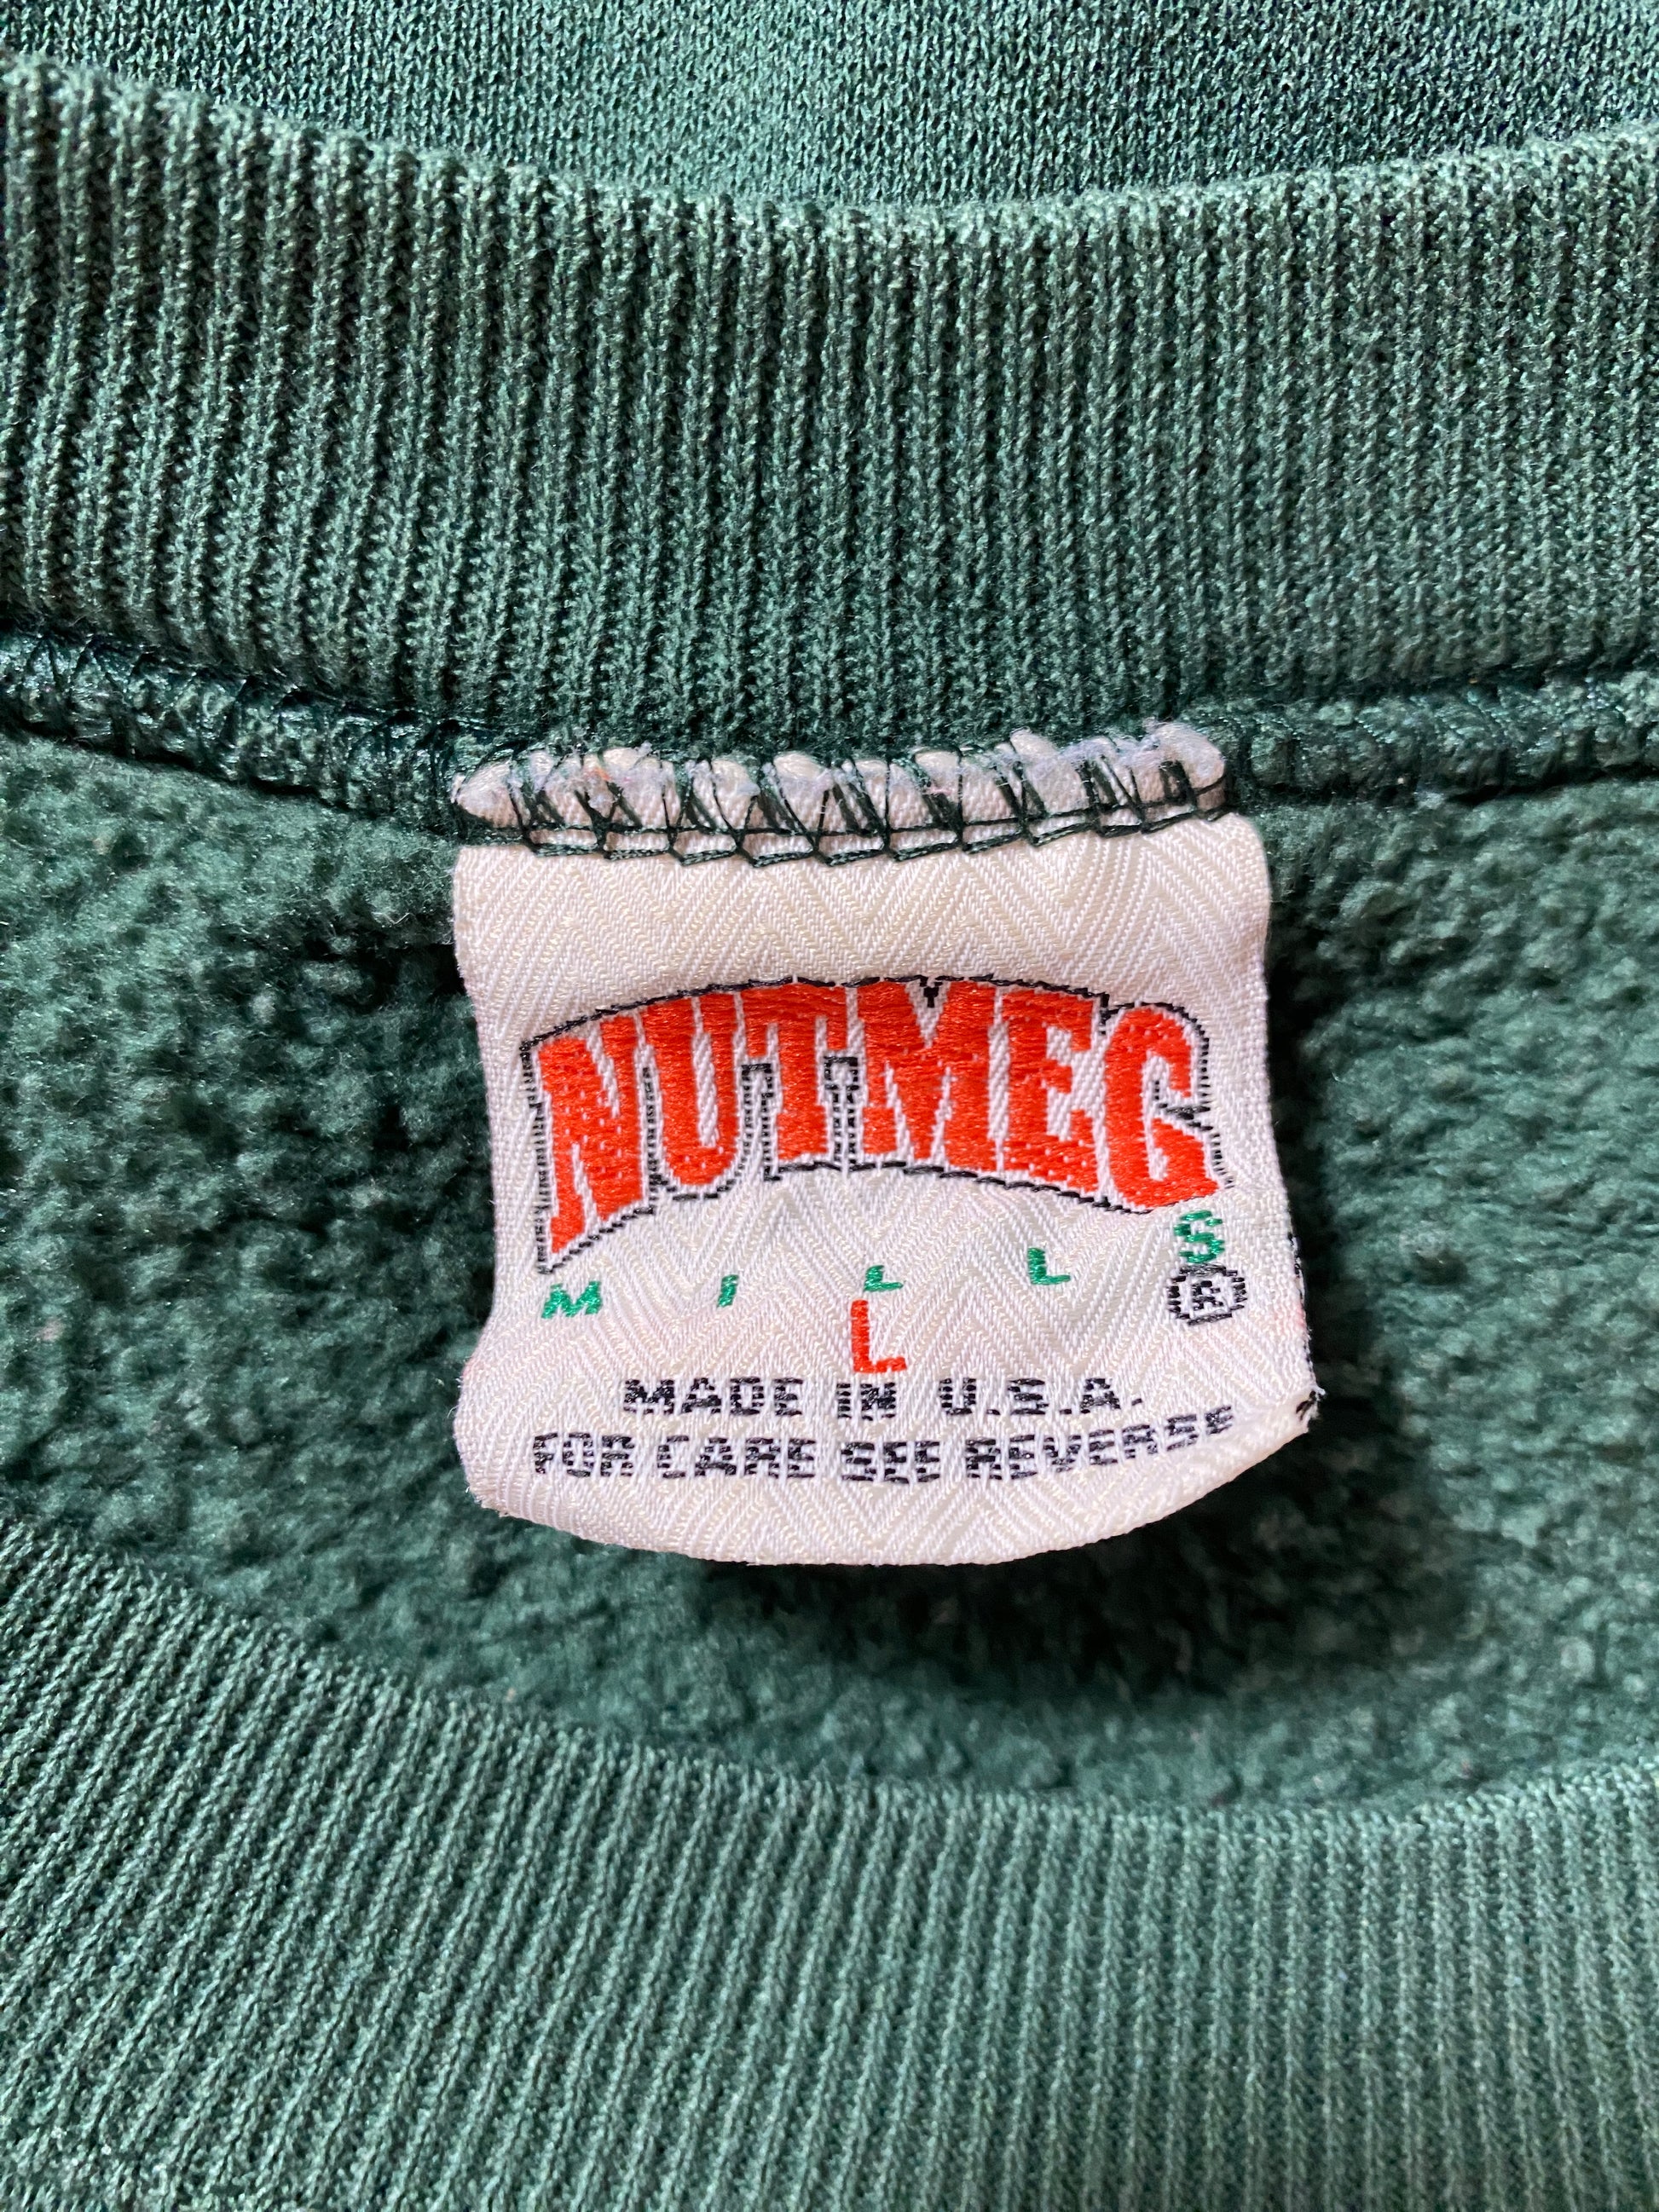 NUTMEG
MILLS
L
MADE IN U.S.A.
FOR CARE SEE REVERSE